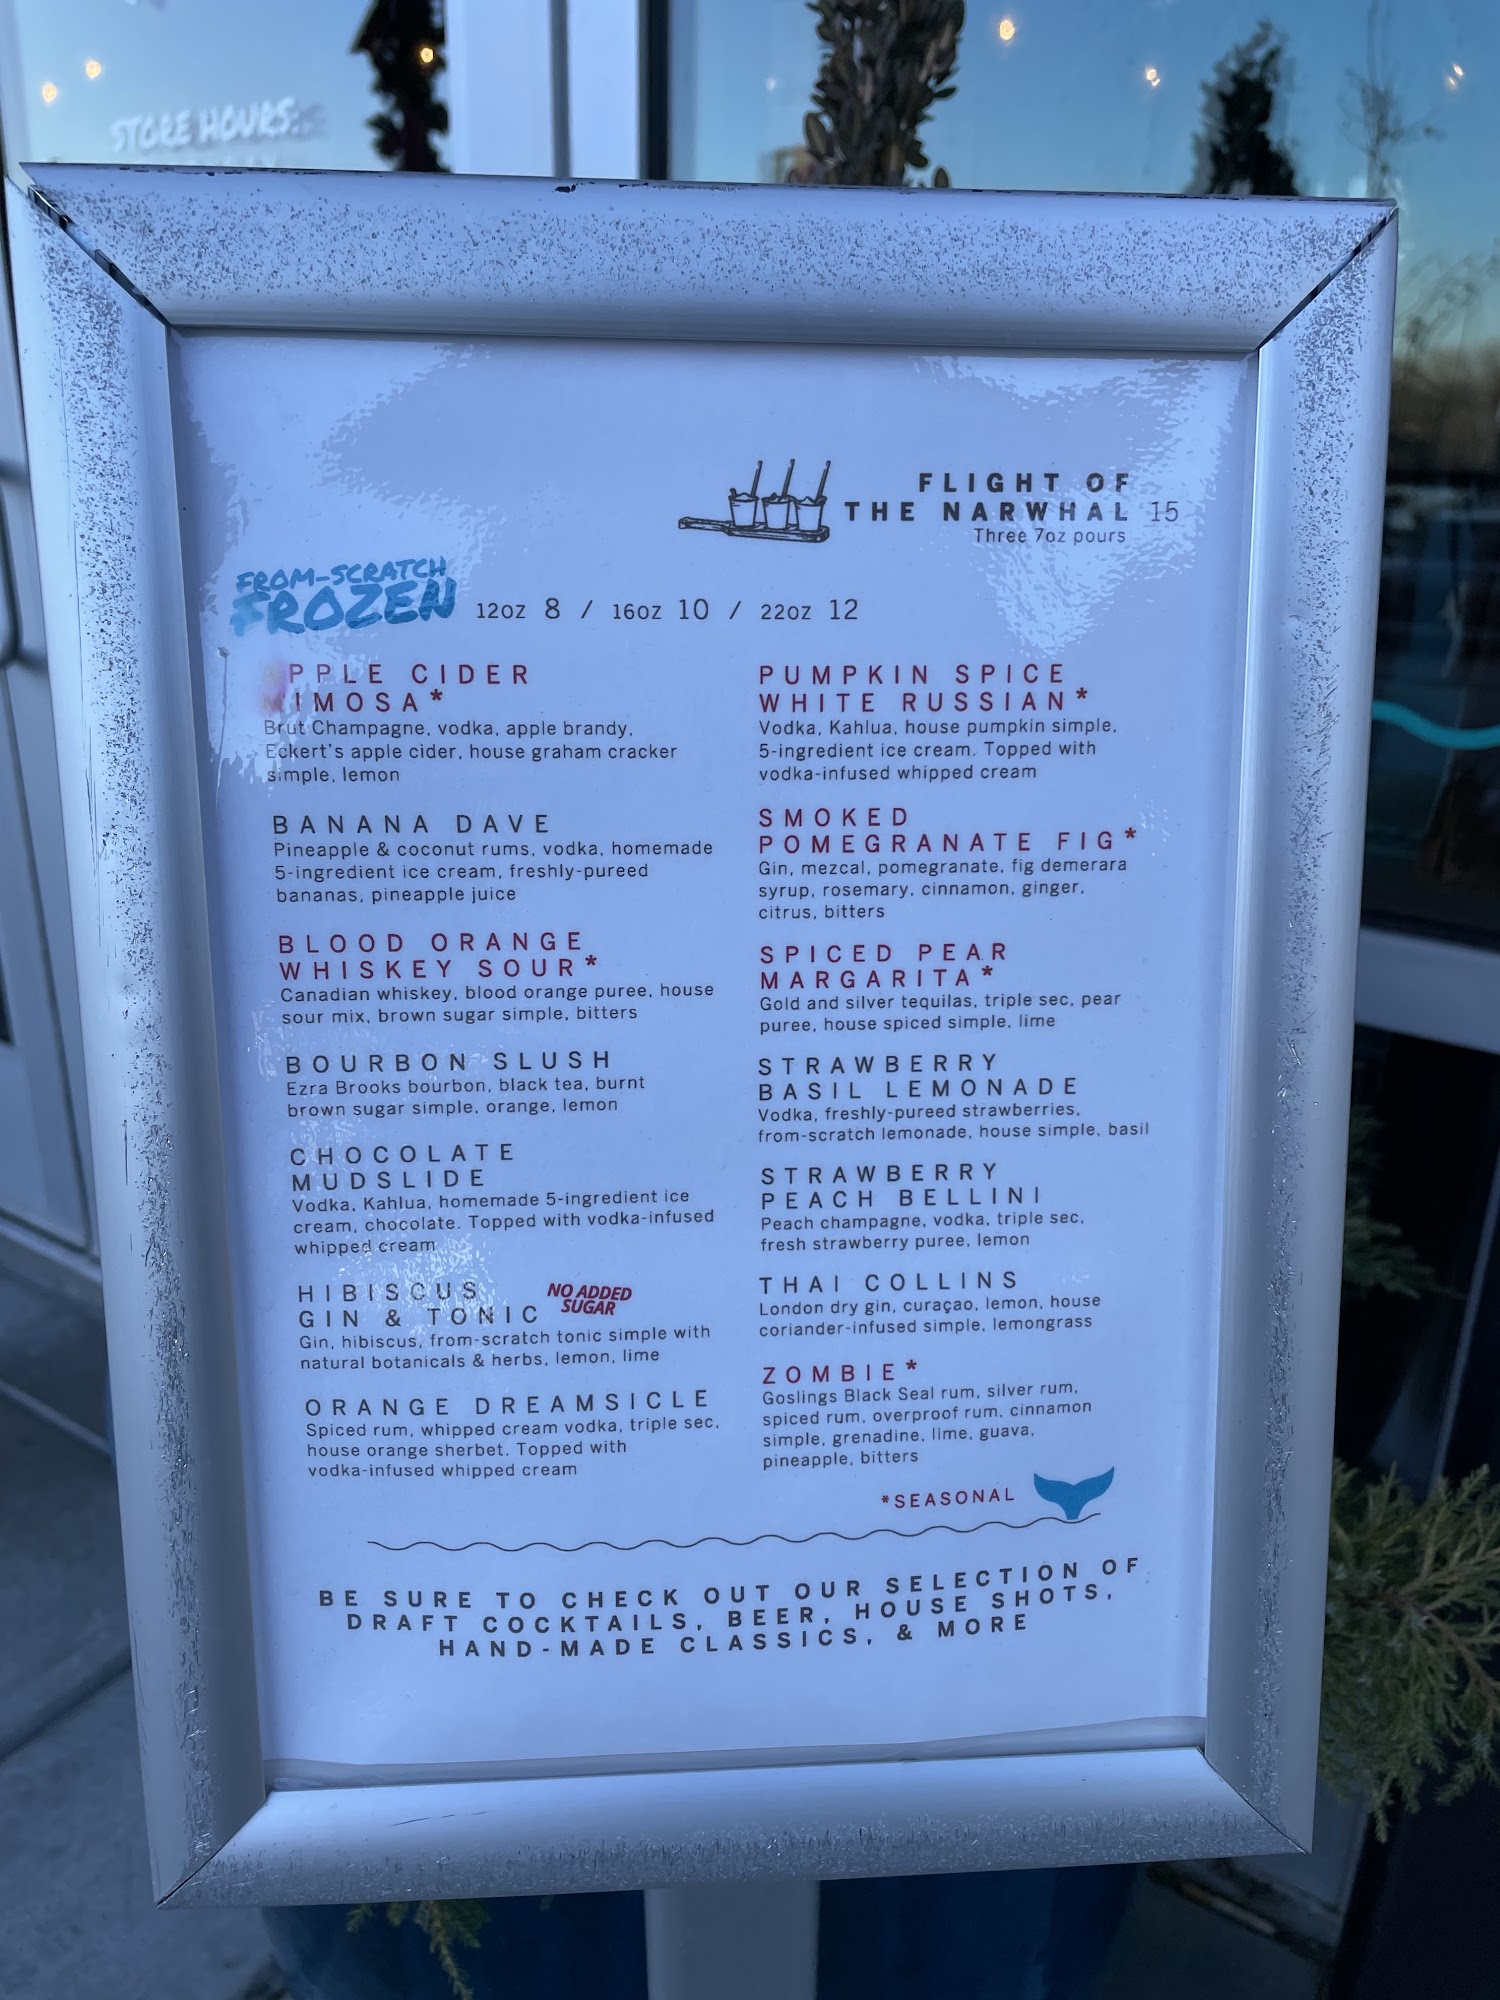 STORE HOURS:
FLIGHT OF
THE NARWHAL 15
Three 7oz pours
FROM-SCRATCH
FROZEN
12oz 8 / 16oz 10 / 22oz 12
PPLE CIDER
MIMOSA*
Brut Champagne, vodka, apple brandy,
Eckert's apple cider, house graham cracker
simple, lemon
BANANA DAVE
Pineapple & coconut rums, vodka, homemade
5-ingredient ice cream, freshly-pureed
bananas, pineapple juice
BLOOD ORANGE
WHISKEY SOUR*
Canadian whiskey, blood orange puree, house
sour mix, brown sugar simple, bitters
BOURBON SLUSH
Ezra Brooks bourbon, black tea, burnt
brown sugar simple, orange, lemon
CHOCOLATE
MUDSLIDE
Vodka, Kahlua, homemade 5-ingredient ice
cream, chocolate. Topped with vodka-infused
whipped cream
HIBISCUS
GIN & TONIC
NO ADDED
SUGAR
Gin, hibiscus, from-scratch tonic simple with
natural botanicals & herbs, lemon, lime
ORANGE DREAMSICLE
Spiced rum, whipped cream vodka, triple sec,
house orange sherbet. Topped with
vodka-infused whipped cream
PUMPKIN SPICE
WHITE RUSSIAN*
Vodka, Kahlua, house pumpkin simple,
5-ingredient ice cream. Topped with
vodka-infused whipped cream
SMOKED
POMEGRANATE FIG*
Gin, mezcal, pomegranate, fig demerara
syrup, rosemary, cinnamon, ginger,
citrus, bitters
SPICED PEAR
MARGARITA*
Gold and silver tequilas, triple sec, pear
puree, house spiced simple, lime
STRAWBERRY
BASIL LEMONADE
Vodka, freshly-pureed strawberries,
from-scratch lemonade, house simple, basil
STRAWBERRY
PEACH BELLINI
Peach champagne, vodka, triple sec,
fresh strawberry puree, lemon
THAI COLLINS
London dry gin, curaçao, lemon, house
coriander-infused simple, lemongrass
ZOMBIE*
Goslings Black Seal rum, silver rum,
spiced rum, overproof rum, cinnamon
simple, grenadine, lime, guava,
pineapple, bitters
*SEASONAL
BE SURE TO CHECK OUT OUR SELECTION OF
DRAFT COCKTAILS, BEER, HOUSE SHOTS,
HAND-MADE CLASSICS, & MORE